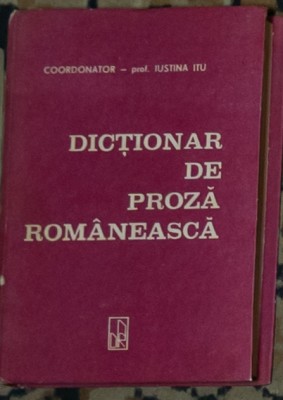 COORDONATOR – prof. IUSTINA ITU
DICȚIONAR
DE
PROZĂ
ROMÂNEASCĂ